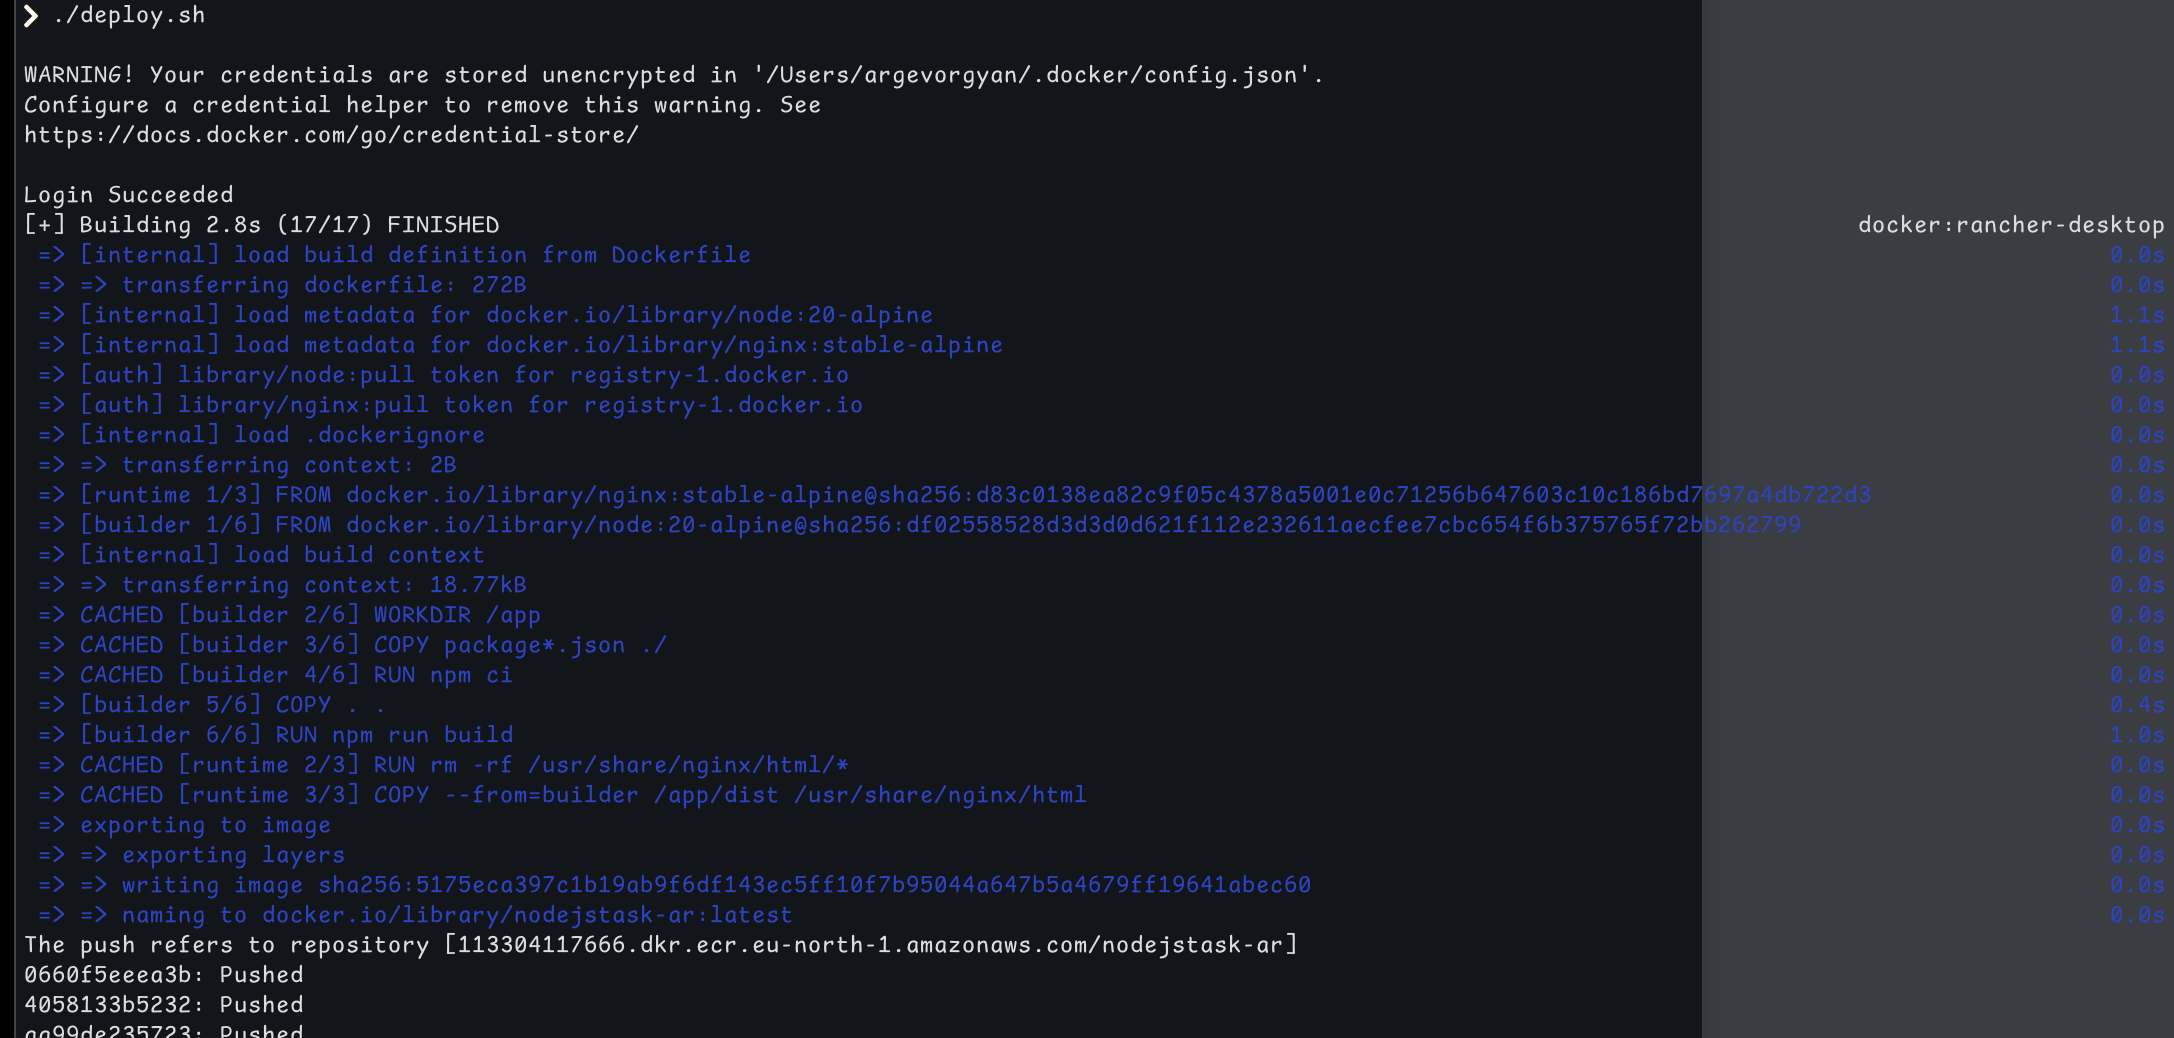 ❯ ./deploy.sh
WARNING! Your credentials are stored unencrypted in '/Users/argevorgyan/.docker/config.json'.
Configure a credential helper to remove this warning. See
https://docs.docker.com/go/credential-store/
Login Succeeded
[+] Building 2.8s (17/17) FINISHED docker:rancher-desktop
=> [internal] load build definition from Dockerfile 0.0s
=> => transferring dockerfile: 272B 0.0s
=> [internal] load metadata for docker.io/library/node:20-alpine 1.1s
=> [internal] load metadata for docker.io/library/nginx:stable-alpine 1.1s
=> [auth] library/node:pull token for registry-1.docker.io 0.0s
=> [auth] library/nginx:pull token for registry-1.docker.io 0.0s
=> [internal] load .dockerignore 0.0s
=> => transferring context: 2B 0.0s
=> [runtime 1/3] FROM docker.io/library/nginx:stable-alpine@sha256:d83c0138ea82c9f05c4378a5001e0c71256b647603c10c186bd7697a4db722d3 0.0s
=> [builder 1/6] FROM docker.io/library/node:20-alpine@sha256:df02558528d3d3d0d621f112e232611aecfee7cbc654f6b375765f72bb262799 0.0s
=> [internal] load build context 0.0s
=> => transferring context: 18.77kB 0.0s
=> CACHED [builder 2/6] WORKDIR /app 0.0s
=> CACHED [builder 3/6] COPY package*.json ./ 0.0s
=> CACHED [builder 4/6] RUN npm ci 0.0s
=> [builder 5/6] COPY . . 0.4s
=> [builder 6/6] RUN npm run build 1.0s
=> CACHED [runtime 2/3] RUN rm -rf /usr/share/nginx/html/* 0.0s
=> CACHED [runtime 3/3] COPY --from=builder /app/dist /usr/share/nginx/html 0.0s
=> exporting to image 0.0s
=> => exporting layers 0.0s
=> => writing image sha256:5175eca397c1b19ab9f6df143ec5ff10f7b95044a647b5a4679ff19641abec60 0.0s
=> => naming to docker.io/library/nodejstask-ar:latest 0.0s
The push refers to repository [113304117666.dkr.ecr.eu-north-1.amazonaws.com/nodejstask-ar]
0660f5eeea3b: Pushed
4058133b5232: Pushed
aa99de235723: Pushed